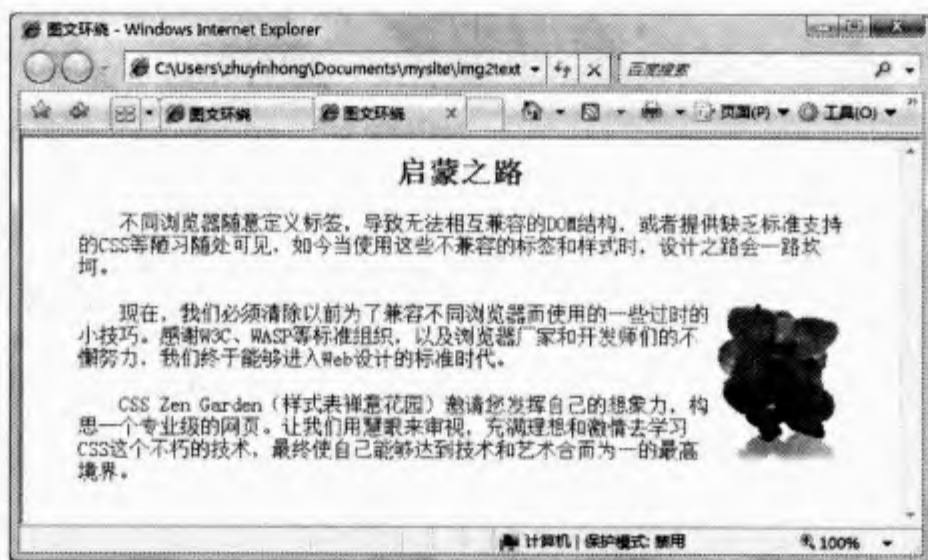 图文环绕 - Windows Internet Explorer
C:\Users\zhuyinhong\Documents\mysite\img2text
百度搜索
图文环绕
图文环绕
页面(P)
工具(O)
启蒙之路
不同浏览器随意定义标签，导致无法相互兼容的DOM结构，或者提供缺乏标准支持
的CSS等陋习随处可见，如今当使用这些不兼容的标签和样式时，设计之路会一路坎
坷。
现在，我们必须清除以前为了兼容不同浏览器而使用的一些过时的
小技巧。感谢W3C、WASP等标准组织，以及浏览器厂家和开发师们的不
懈努力，我们终于能够进入Web设计的标准时代。
CSS Zen Garden（样式表禅意花园）邀请您发挥自己的想象力，构
思一个专业级的网页。让我们用慧眼来审视，充满理想和激情去学习
CSS这个不朽的技术，最终使自己能够达到技术和艺术合而为一的最高
境界。
计算机 | 保护模式: 禁用
100%